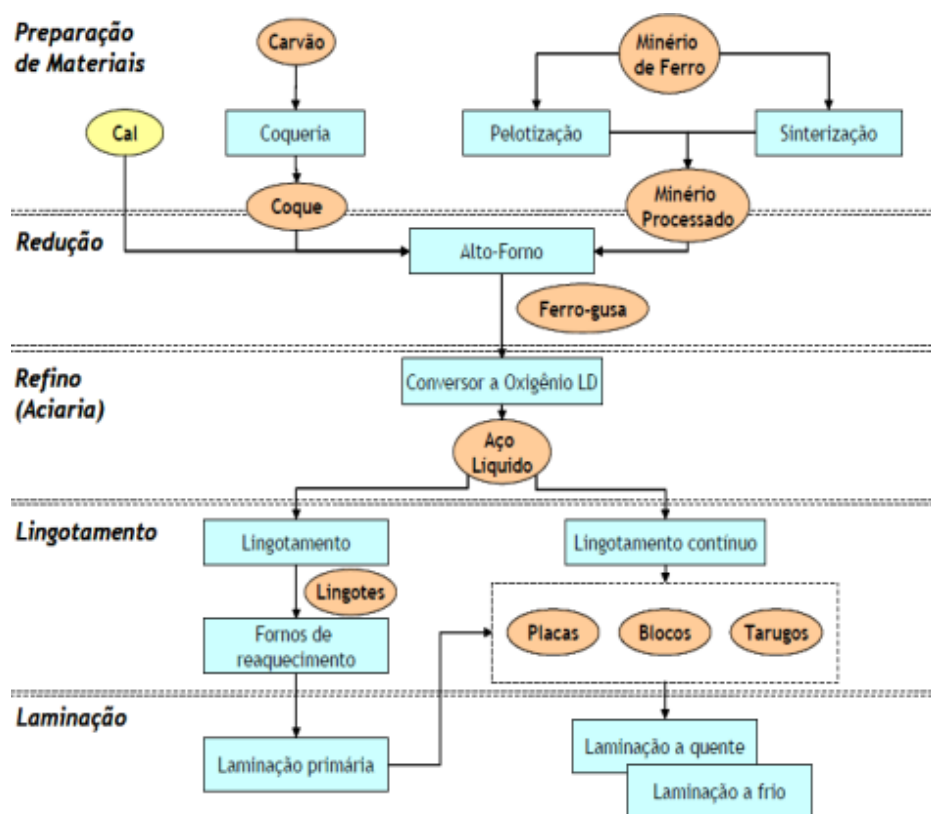 Preparação
de Materiais
Carvão
Minério
de Ferro
Cal
Coqueria
Pelotização
Sinterização
Coque
Minério
Processado
Redução
Alto-Forno
Ferro-gusa
Refino
(Aciaria)
Conversor a Oxigênio LD
Aço
Líquido
Lingotamento
Lingotamento
Lingotamento contínuo
Lingotes
Placas
Blocos
Tarugos
Fornos de
reaquecimento
Laminação
Laminação primária
Laminação a quente
Laminação a frio